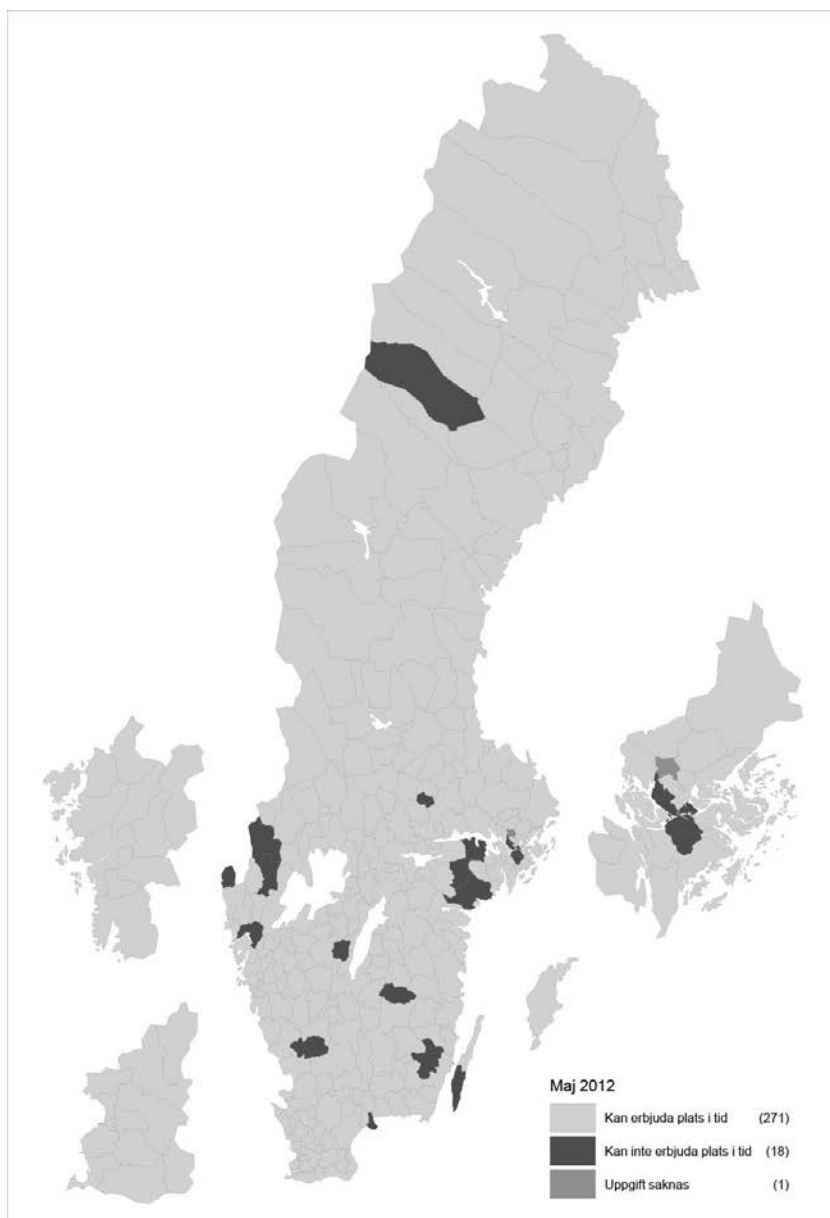 Maj 2012
Kan erbjuda plats i tid (271)
Kan inte erbjuda plats i tid (18)
Uppgift saknas (1)